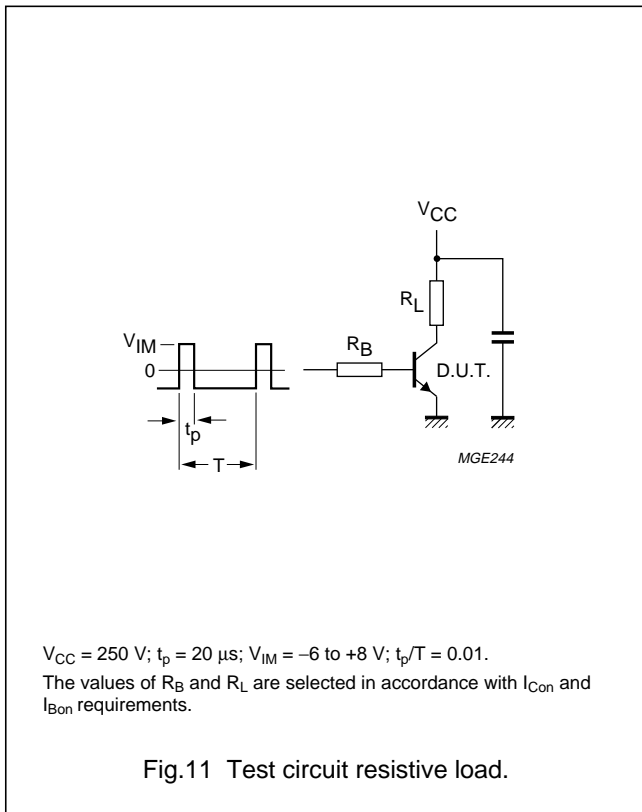 V_CC
R_L
V_IM
R_B
0
D.U.T.
t_p
T
MGE244
V_CC = 250 V; t_p = 20 μs; V_IM = −6 to +8 V; t_p/T = 0.01.
The values of R_B and R_L are selected in accordance with I_Con and
I_Bon requirements.
Fig.11 Test circuit resistive load.